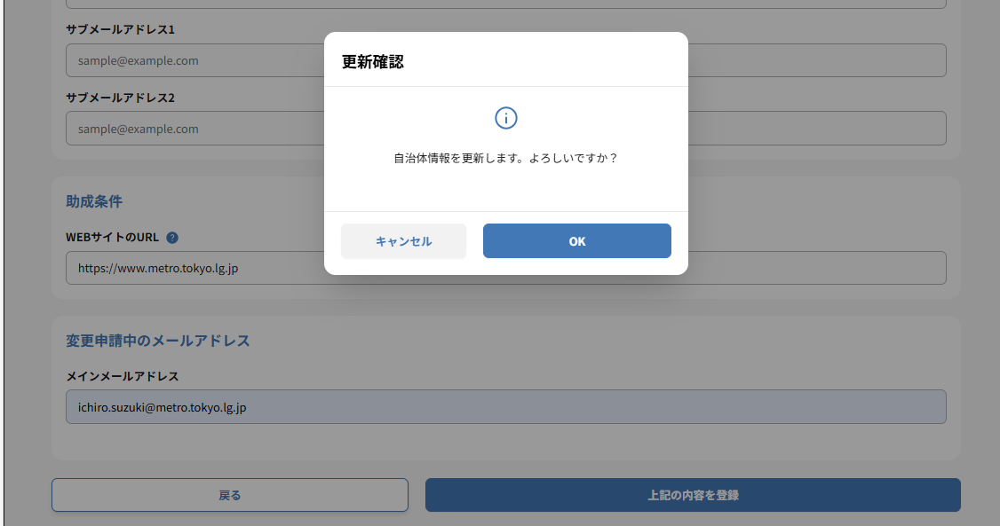 サブメールアドレス1
sample@example.com
サブメールアドレス2
sample@example.com
更新確認
自治体情報を更新します。よろしいですか？
キャンセル
OK
助成条件
WEBサイトのURL ?
https://www.metro.tokyo.lg.jp
変更申請中のメールアドレス
メインメールアドレス
ichiro.suzuki@metro.tokyo.lg.jp
戻る
上記の内容を登録